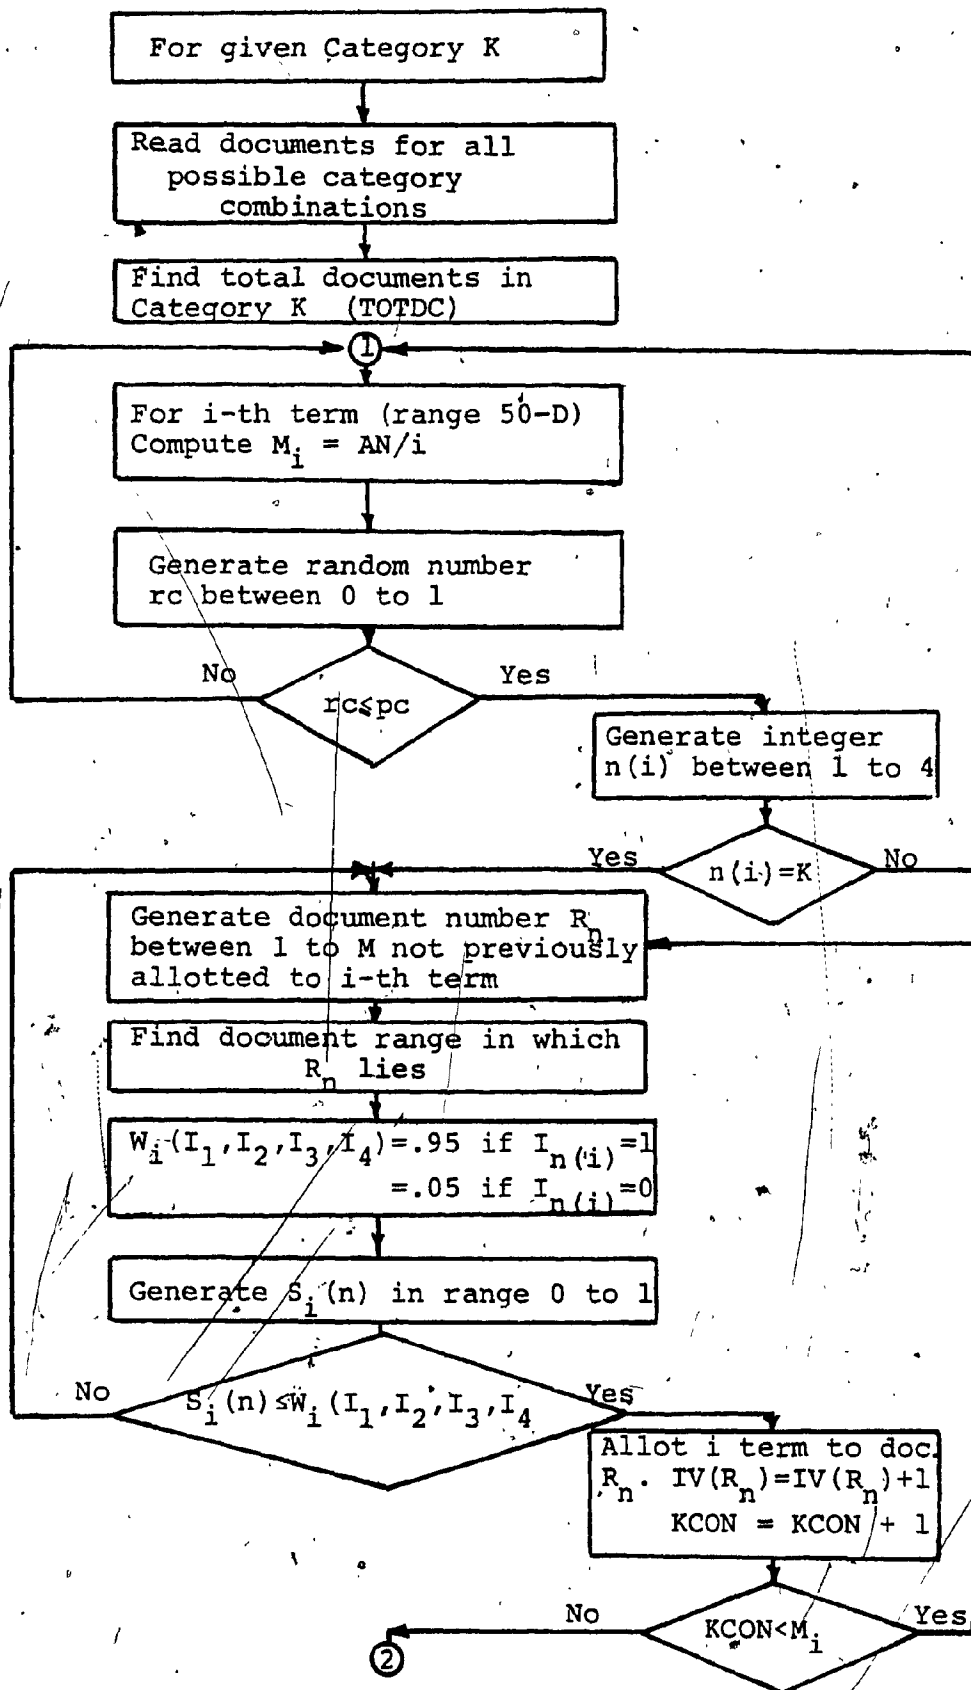 For given Category K
Read documents for all
possible category
combinations
Find total documents in
Category K (TOTDC)
1
For i-th term (range 50-D)
Compute M_i = AN/i
Generate random number
rc between 0 to 1
No
Yes
rc≤pc
Generate integer
n(i) between 1 to 4
Yes
n(i)=K
No
Generate document number R_n
between 1 to M not previously
allotted to i-th term
Find document range in which
R_n lies
W_i(I_1,I_2,I_3,I_4)=.95 if I_n(i)=1
=.05 if I_n(i)=0
Generate S_i(n) in range 0 to 1
No
S_i(n)≤W_i(I_1,I_2,I_3,I_4
Yes
Allot i term to doc.
R_n. IV(R_n)=IV(R_n)+1
KCON = KCON + 1
No
KCON<M_i
Yes
2